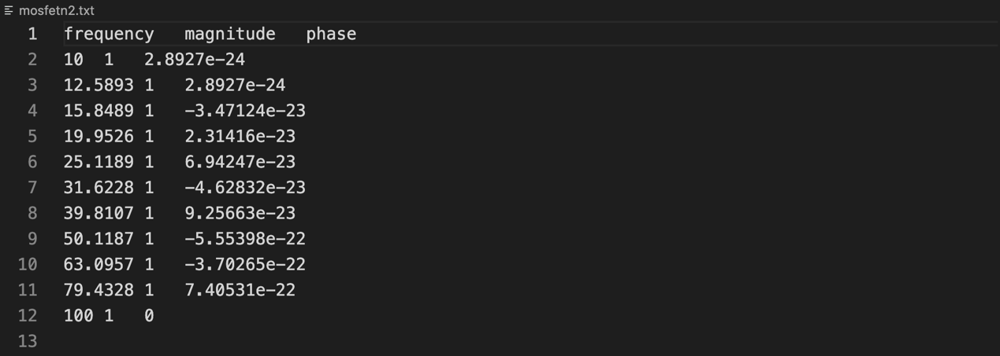 mosfetn2.txt
1 frequency magnitude phase
2 10 1 2.8927e-24
3 12.5893 1 2.8927e-24
4 15.8489 1 -3.47124e-23
5 19.9526 1 2.31416e-23
6 25.1189 1 6.94247e-23
7 31.6228 1 -4.62832e-23
8 39.8107 1 9.25663e-23
9 50.1187 1 -5.55398e-22
10 63.0957 1 -3.70265e-22
11 79.4328 1 7.40531e-22
12 100 1 0
13